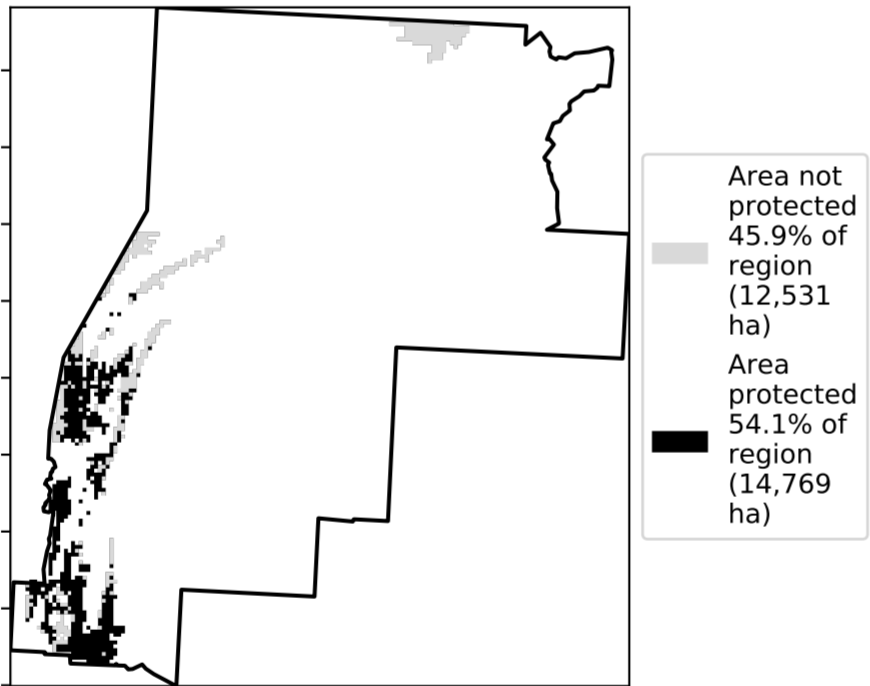 Area not
protected
45.9% of
region
(12,531
ha)
Area
protected
54.1% of
region
(14,769
ha)